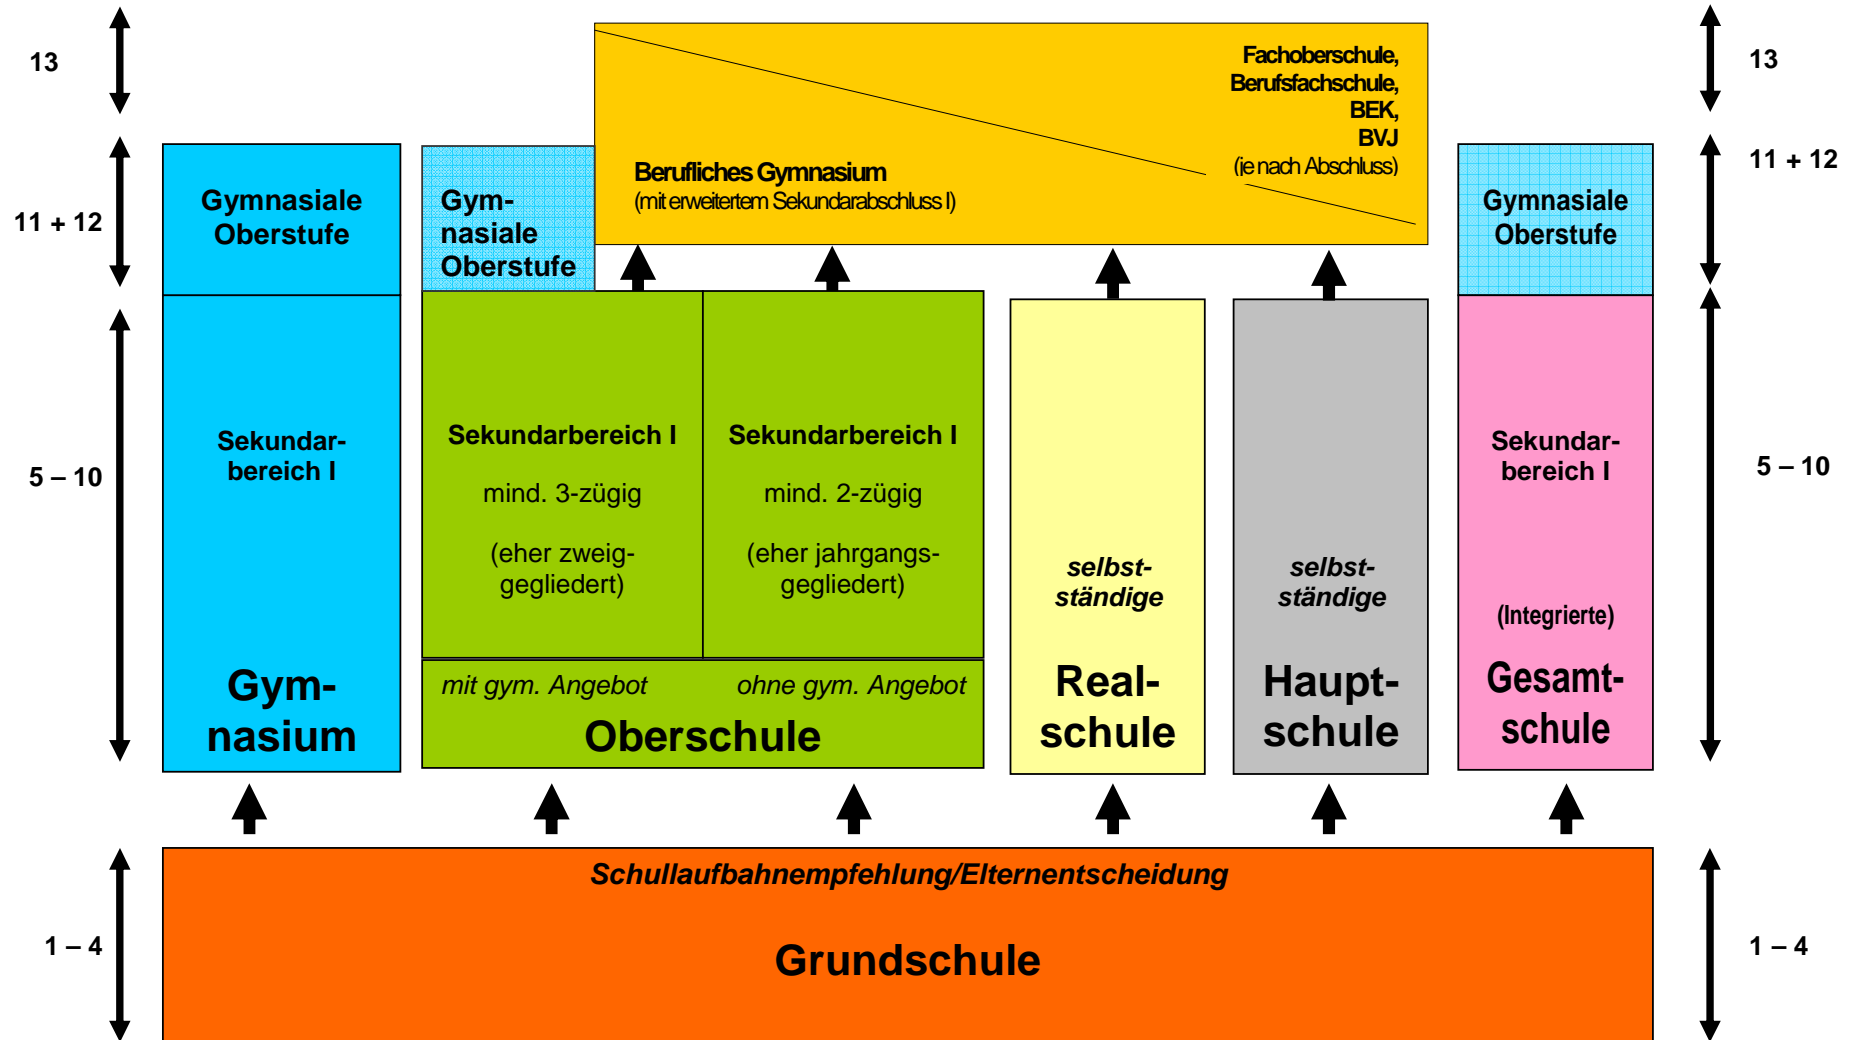 13
13
Fachoberschule,
Berufsfachschule,
BEK,
BVJ
(je nach Abschluss)
Berufliches Gymnasium
(mit erweitertem Sekundarabschluss I)
11 + 12
11 + 12
Gymnasiale
Oberstufe
Gym-
nasiale
Oberstufe
Gymnasiale
Oberstufe
5 – 10
5 – 10
Sekundar-
bereich I
Gym-
nasium
Sekundarbereich I
mind. 3-zügig
(eher zweig-
gegliedert)
mit gym. Angebot
Sekundarbereich I
mind. 2-zügig
(eher jahrgangs-
gegliedert)
ohne gym. Angebot
Oberschule
selbst-
ständige
Real-
schule
selbst-
ständige
Haupt-
schule
Sekundar-
bereich I
(Integrierte)
Gesamt-
schule
Schullaufbahnempfehlung/Elternentscheidung
1 – 4
Grundschule
1 – 4